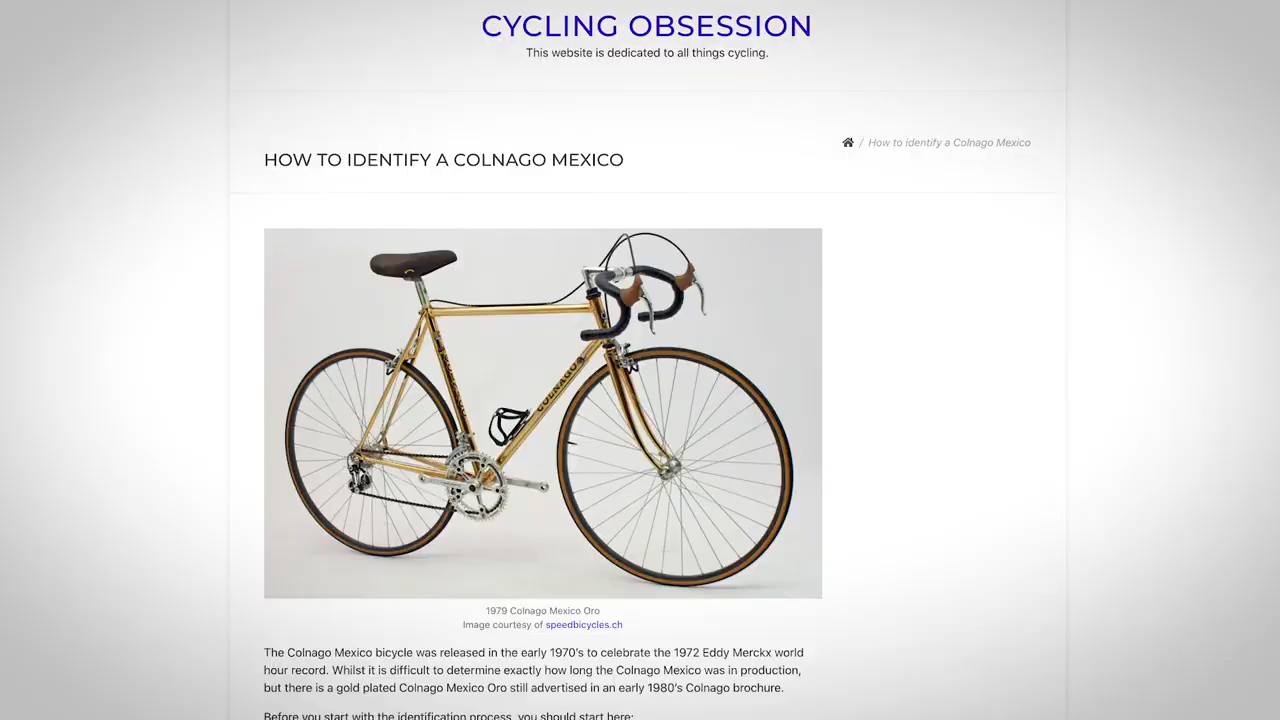 CYCLING OBSESSION
This website is dedicated to all things cycling.
/ How to identify a Colnago Mexico
HOW TO IDENTIFY A COLNAGO MEXICO
COLNAGO
1979 Colnago Mexico Oro
Image courtesy of speedbicycles.ch
The Colnago Mexico bicycle was released in the early 1970's to celebrate the 1972 Eddy Merckx world
hour record. Whilst it is difficult to determine exactly how long the Colnago Mexico was in production,
but there is a gold plated Colnago Mexico Oro still advertised in an early 1980's Colnago brochure.
Before you start with the identification process, you should start here: